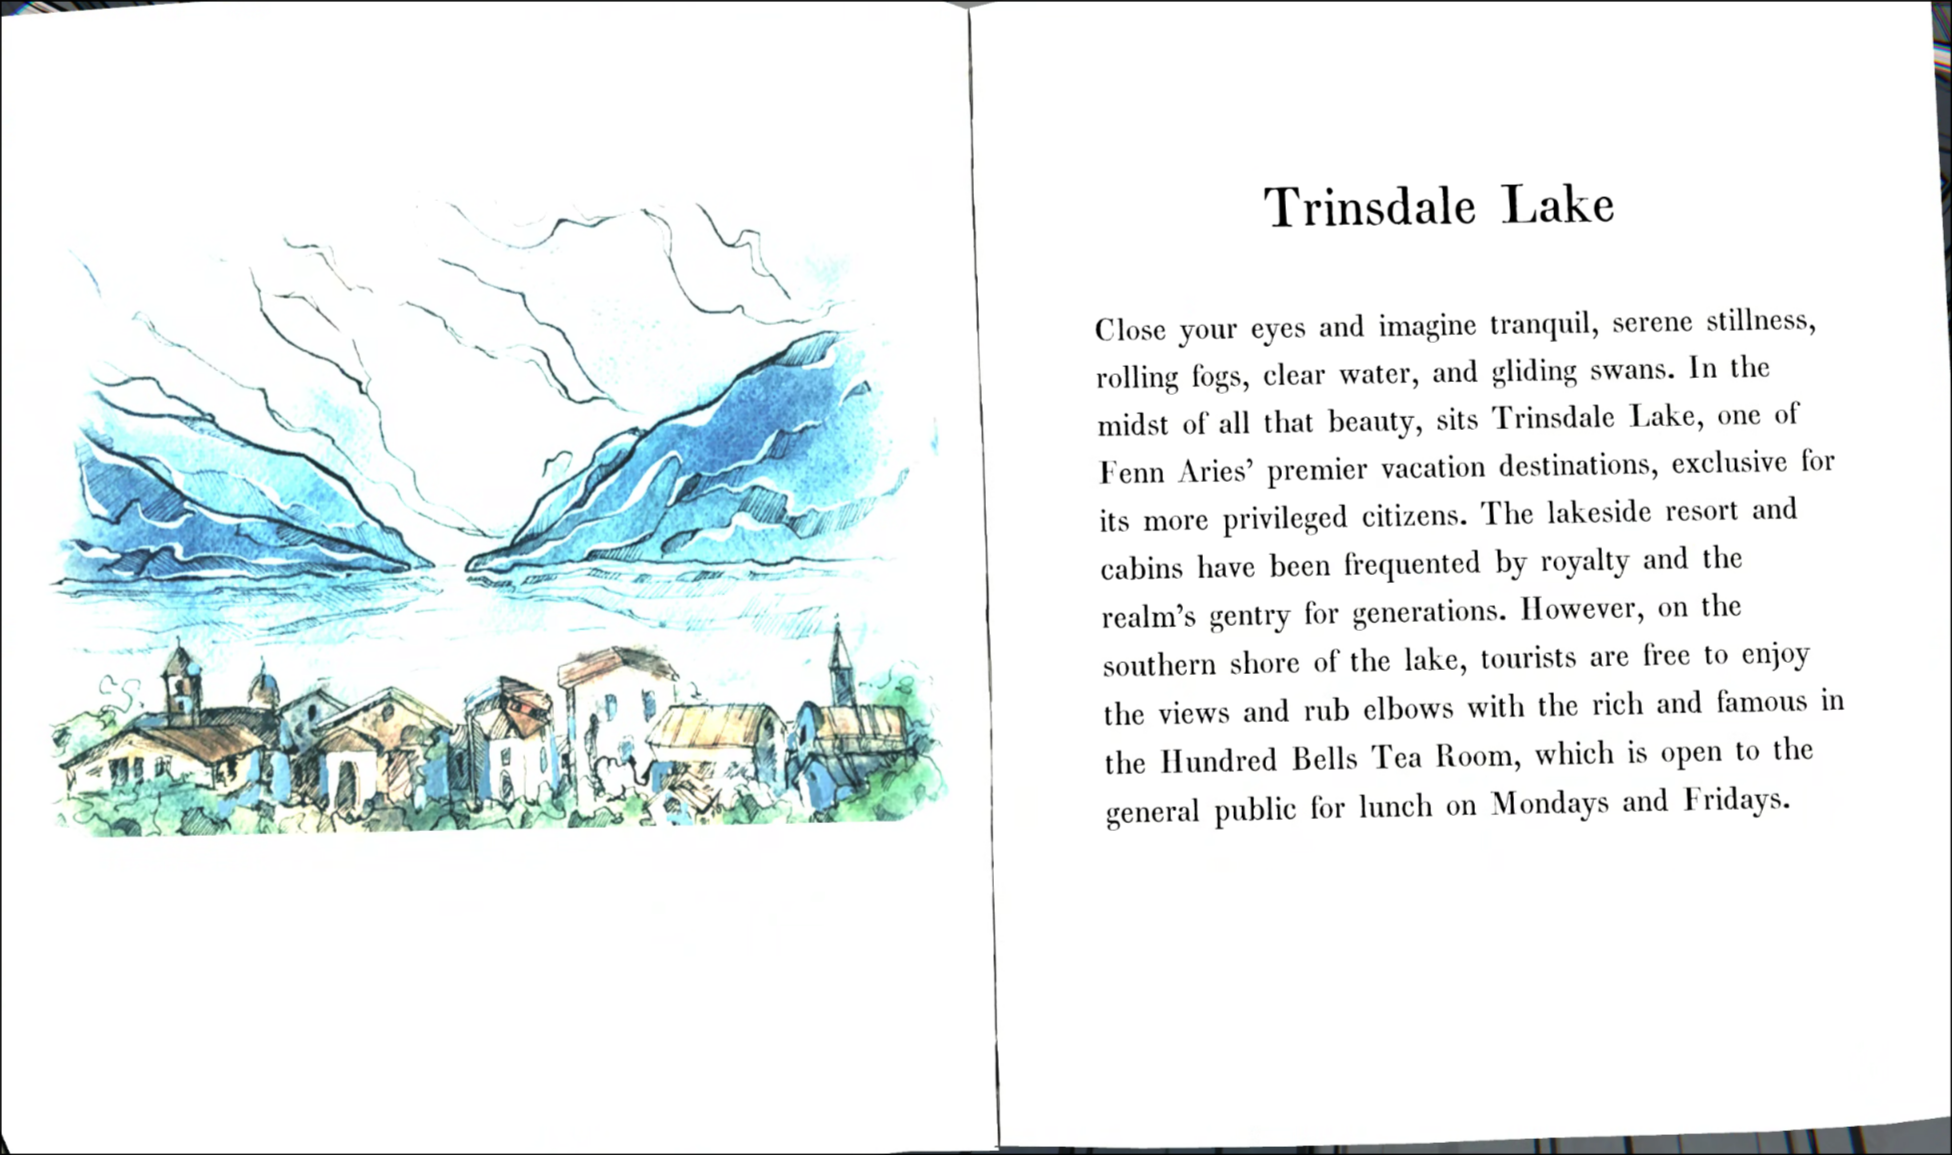 Trinsdale Lake
Close your eyes and imagine tranquil, serene stillness,
rolling fogs, clear water, and gliding swans. In the
midst of all that beauty, sits Trinsdale Lake, one of
Fenn Aries’ premier vacation destinations, exclusive for
its more privileged citizens. The lakeside resort and
cabins have been frequented by royalty and the
realm’s gentry for generations. However, on the
southern shore of the lake, tourists are free to enjoy
the views and rub elbows with the rich and famous in
the Hundred Bells Tea Room, which is open to the
general public for lunch on Mondays and Fridays.